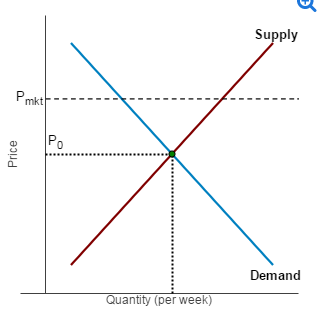 Supply
Pmkt
P0
Price
Demand
Quantity (per week)